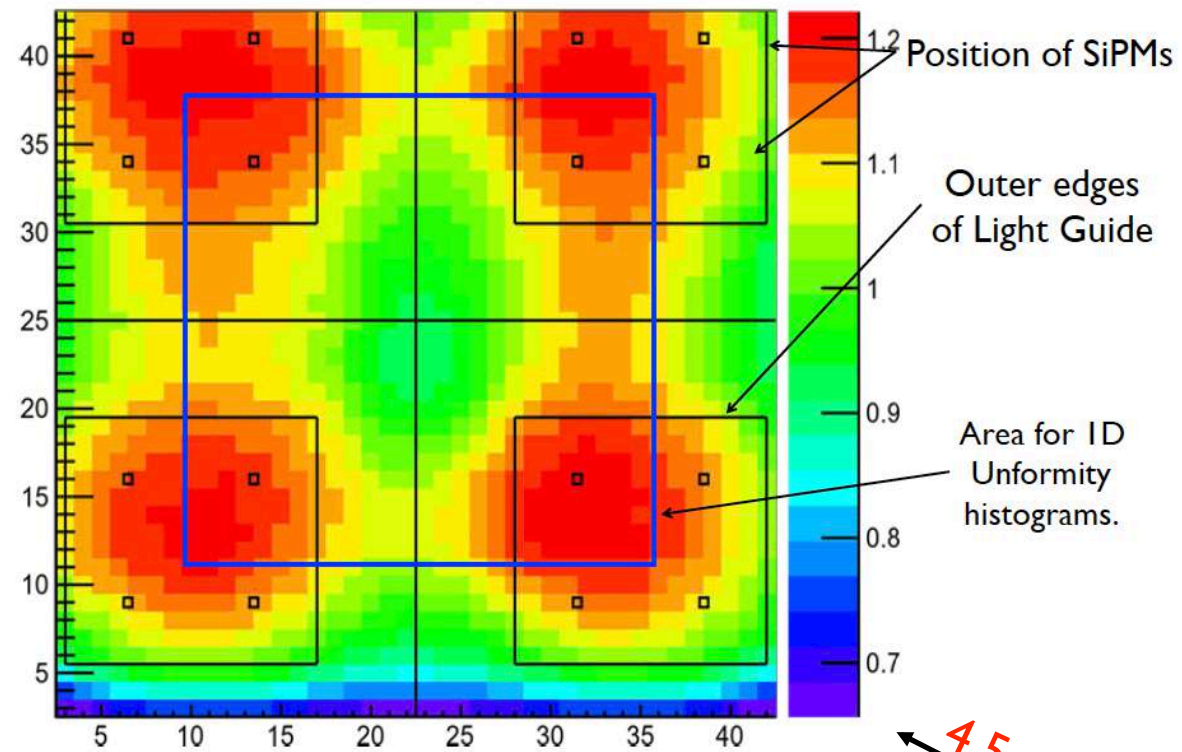 40
35
30
25
20
15
10
5
5 10 15 20 25 30 35 40
1.2
1.1
1
0.9
0.8
0.7
Position of SiPMs
Outer edges
of Light Guide
Area for 1D
Unformity
histograms.
4.5